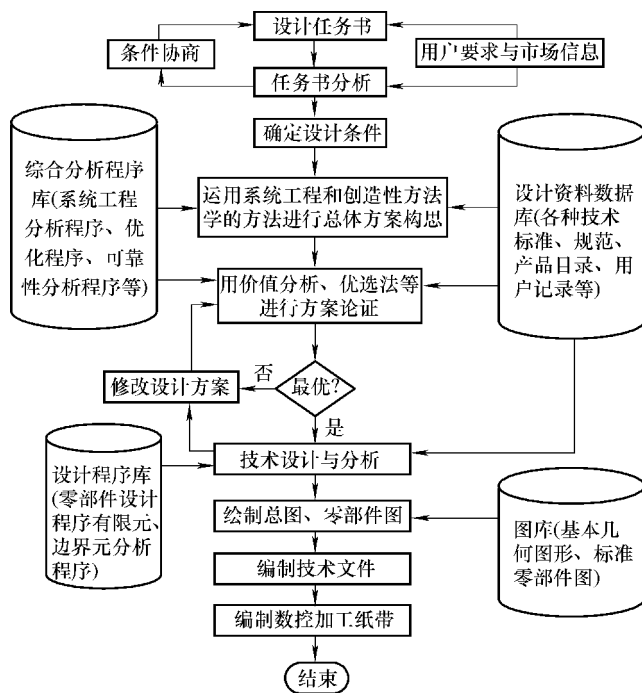 设计任务书
条件协商
用户要求与市场信息
任务书分析
确定设计条件
综合分析程序
库(系统工程
分析程序、优
化程序、可靠
性分析程序等)
运用系统工程和创造性方法
学的方法进行总体方案构思
设计资料数据
库(各种技术
标准、规范、
产品目录、用
户记录等)
用价值分析、优选法等
进行方案论证
修改设计方案
否
最优?
是
技术设计与分析
设计程序库
(零部件设计
程序有限元、
边界元分析
程序)
绘制总图、零部件图
图库(基本几
何图形、标准
零部件图)
编制技术文件
编制数控加工纸带
结束